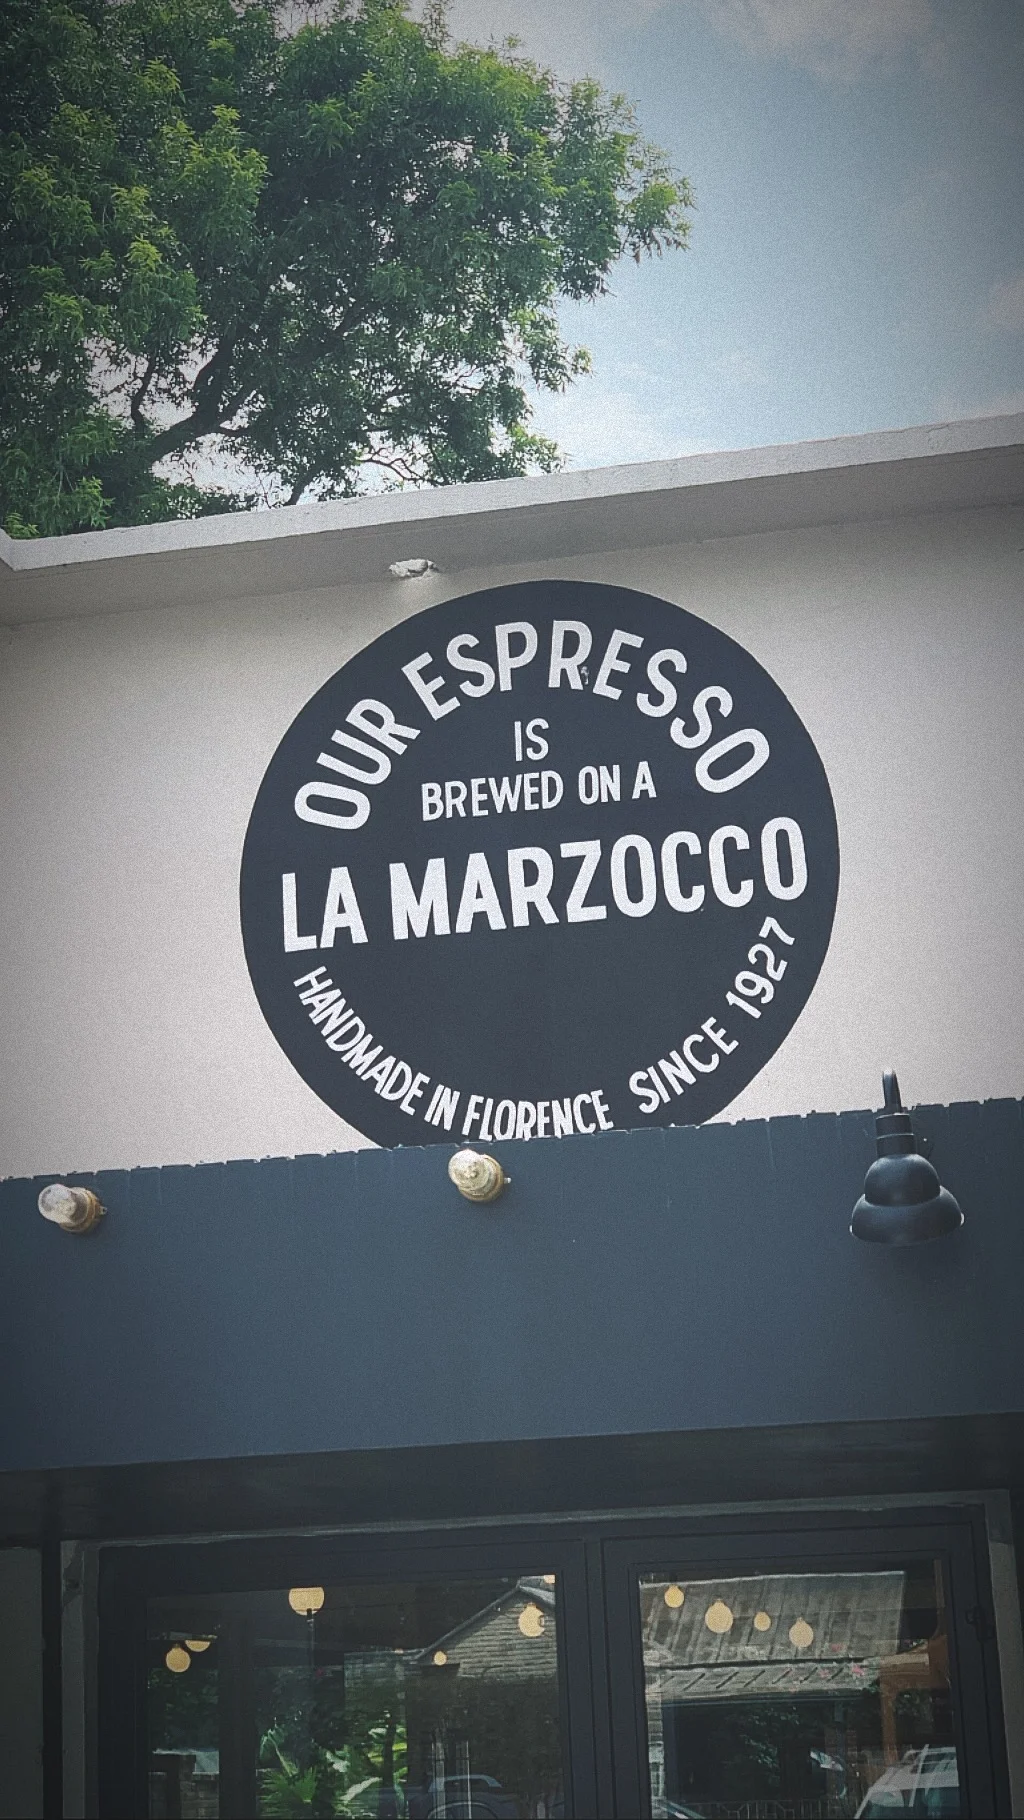 OUR ESPRESSO
IS
BREWED ON A
LA MARZOCCO
HANDMADE IN FLORENCE SINCE 1927